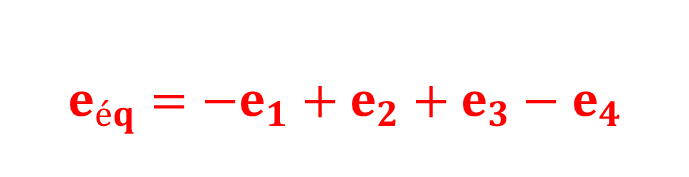 eéq = −e1 + e2 + e3 − e4